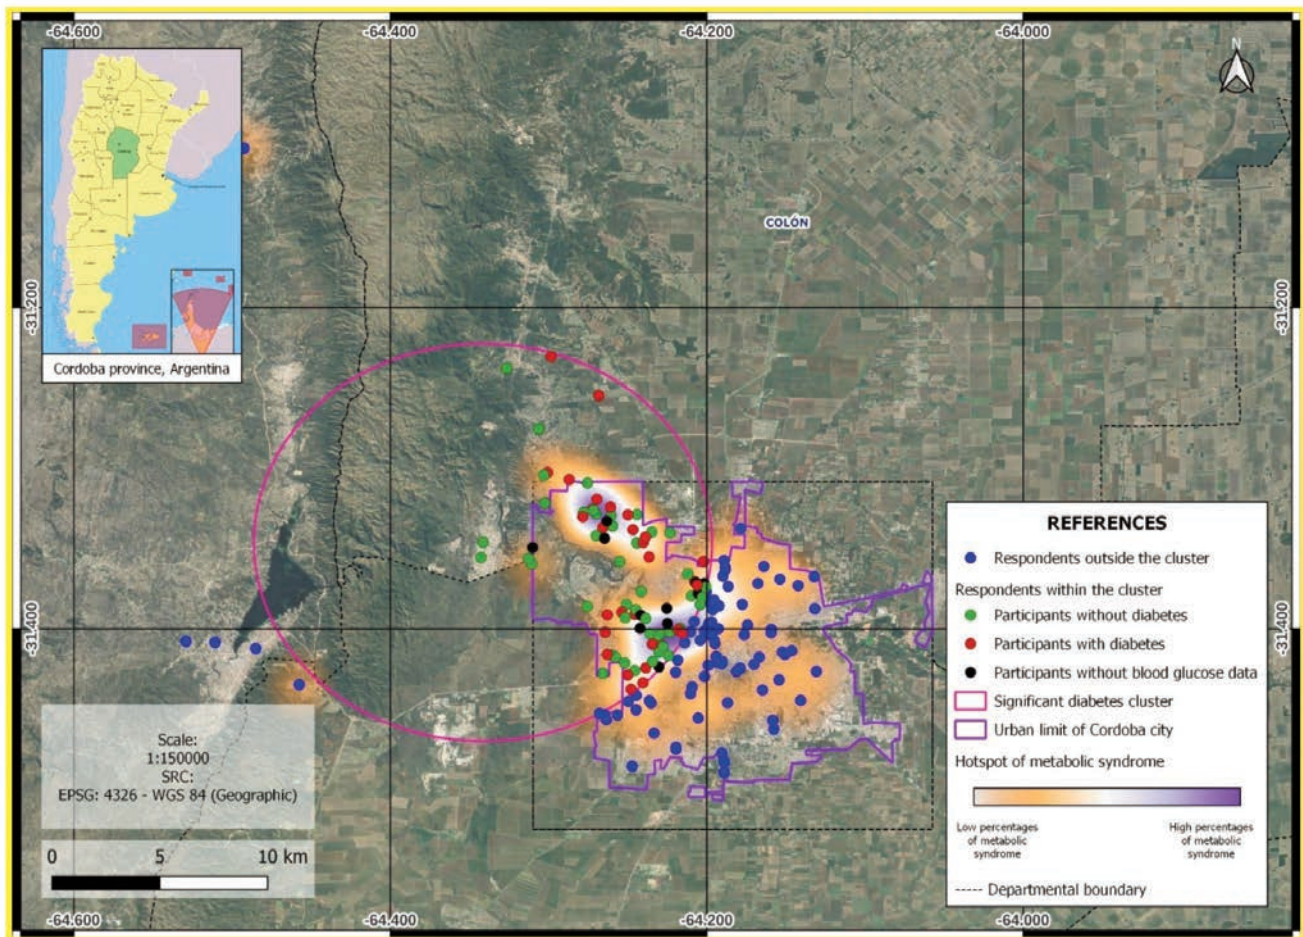 -64.600
-64.400
-64.200
-64.000
N
COLÓN
-31.200
-31.200
Cordoba province, Argentina
-31.400
-31.400
REFERENCES
Respondents outside the cluster
Respondents within the cluster
Participants without diabetes
Participants with diabetes
Participants without blood glucose data
Significant diabetes cluster
Urban limit of Cordoba city
Hotspot of metabolic syndrome
Low percentages
of metabolic
syndrome
High percentages
of metabolic
syndrome
Departmental boundary
Scale:
1:150000
SRC:
EPSG: 4326 - WGS 84 (Geographic)
0 5 10 km
-64.600
-64.400
-64.200
-64.000